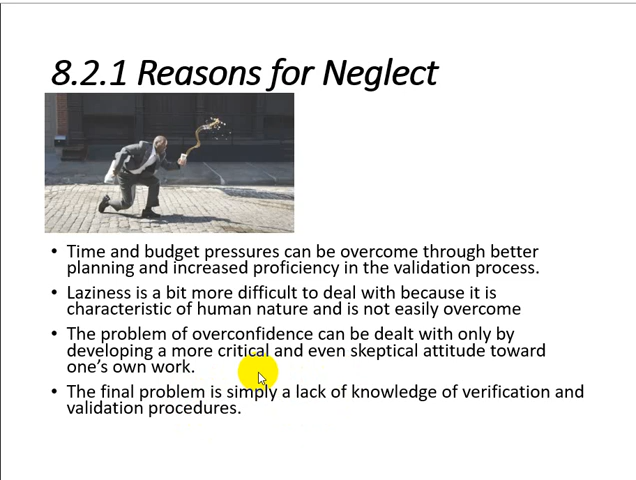 8.2.1 Reasons for Neglect
• Time and budget pressures can be overcome through better
planning and increased proficiency in the validation process.
• Laziness is a bit more difficult to deal with because it is
characteristic of human nature and is not easily overcome
• The problem of overconfidence can be dealt with only by
developing a more critical and even skeptical attitude toward
one's own work.
• The final problem is simply a lack of knowledge of verification and
validation procedures.